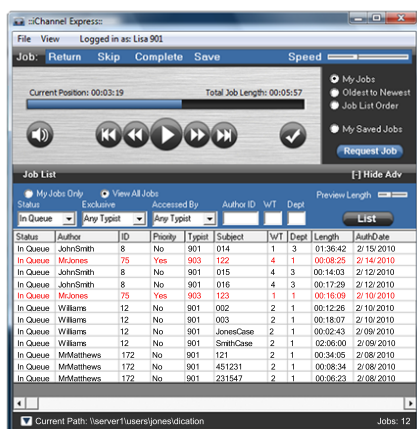 ::iChannel Express::
File View Logged in as: Lisa 901
Job: Return Skip Complete Save Speed
My Jobs
Oldest to Newest
Job List Order
My Saved Jobs
Request Job
Current Position: 00:03:19 Total Job Length: 00:05:57
Job List [-] Hide Adv
My Jobs Only View All Jobs Preview Length
Status Exclusive Accessed By Author ID WT Dept
In Queue Any Typist Any Typist List
Status Author ID Priority Typist Subject WT Dept Length AuthDate
In Queue JohnSmith 8 No 901 014 1 3 01:36:42 2/15/2010
In Queue MrJones 75 Yes 903 122 4 1 00:08:25 2/14/2010
In Queue JohnSmith 8 No 901 015 4 3 00:14:03 2/12/2010
In Queue JohnSmith 8 No 901 016 4 3 00:17:29 2/12/2010
In Queue MrJones 75 Yes 903 123 1 1 00:16:09 2/10/2010
In Queue Williams 12 No 901 002 2 1 00:12:26 2/10/2010
In Queue Williams 12 No 901 003 2 1 00:18:07 2/10/2010
In Queue Williams 12 No 901 JonesCase 2 1 00:02:43 2/09/2010
In Queue Williams 12 No 901 SmithCase 2 1 02:06:00 2/09/2010
In Queue MrMatthews 172 No 901 121 2 1 00:34:05 2/08/2010
In Queue MrMatthews 172 No 901 451231 2 1 00:08:34 2/08/2010
In Queue MrMatthews 172 No 901 231547 2 1 00:06:23 2/08/2010
Current Path: \\server1\users\jones\dication Jobs: 12